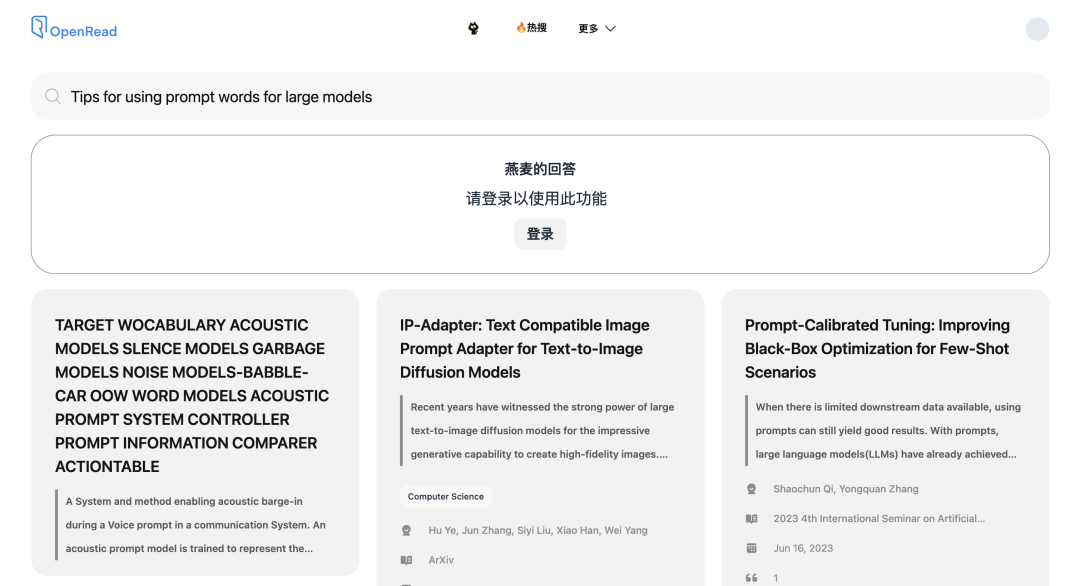 OpenRead
🔥热搜
更多
Tips for using prompt words for large models
燕麦的回答
请登录以使用此功能
登录
TARGET WOCABULARY ACOUSTIC
MODELS SLENCE MODELS GARBAGE
MODELS NOISE MODELS-BABBLE-
CAR OOW WORD MODELS ACOUSTIC
PROMPT SYSTEM CONTROLLER
PROMPT INFORMATION COMPARER
ACTIONTABLE
A System and method enabling acoustic barge-in
during a Voice prompt in a communication System. An
acoustic prompt model is trained to represent the...
IP-Adapter: Text Compatible Image
Prompt Adapter for Text-to-Image
Diffusion Models
Recent years have witnessed the strong power of large
text-to-image diffusion models for the impressive
generative capability to create high-fidelity images....
Computer Science
Hu Ye, Jun Zhang, Siyi Liu, Xiao Han, Wei Yang
ArXiv
Prompt-Calibrated Tuning: Improving
Black-Box Optimization for Few-Shot
Scenarios
When there is limited downstream data available, using
prompts can still yield good results. With prompts,
large language models(LLMs) have already achieved...
Shaochun Qi, Yongquan Zhang
2023 4th International Seminar on Artificial...
Jun 16, 2023
1